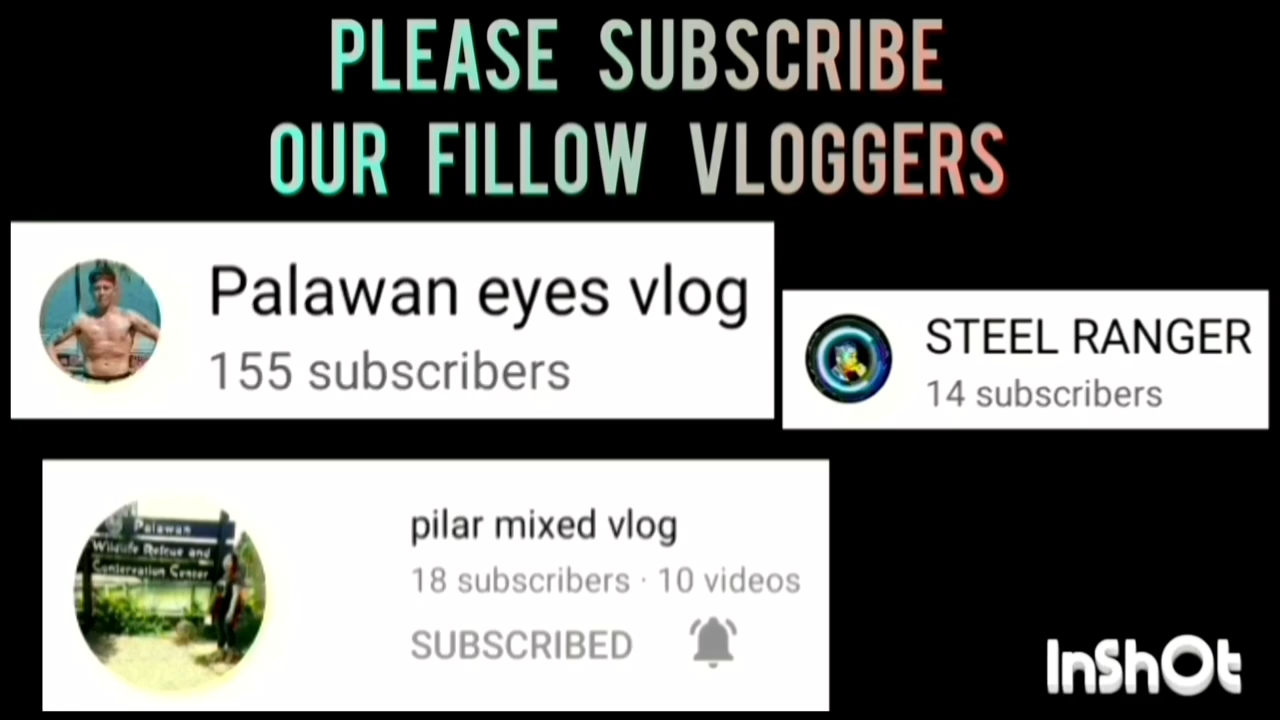 PLEASE SUBSCRIBE
OUR FILLOW VLOGGERS
Palawan eyes vlog
155 subscribers
STEEL RANGER
14 subscribers
Palawan
Wildlife Rescue and
Conservation Center
pilar mixed vlog
18 subscribers · 10 videos
SUBSCRIBED
InShOt